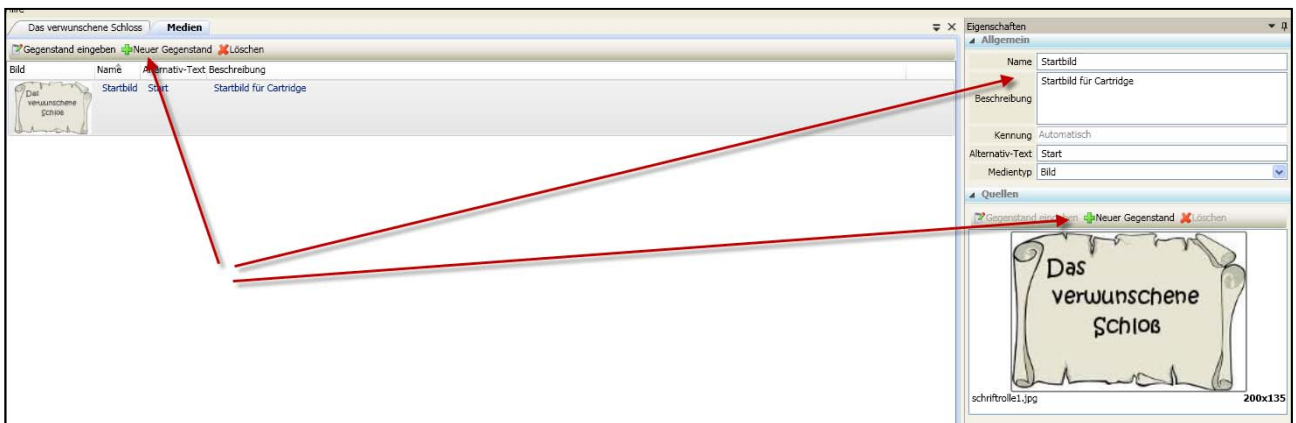 Das verwunschene Schloss Medien
Gegenstand eingeben Neuer Gegenstand Löschen
Bild Name Alternativ-Text Beschreibung
Das
verwunschene
Schloß
Startbild Start Startbild für Cartridge
Eigenschaften
Allgemein
Name Startbild
Beschreibung Startbild für Cartridge
Kennung Automatisch
Alternativ-Text Start
Medientyp Bild
Quellen
Gegenstand eingeben Neuer Gegenstand Löschen
Das
verwunschene
Schloß
schriftrolle1.jpg 200x135